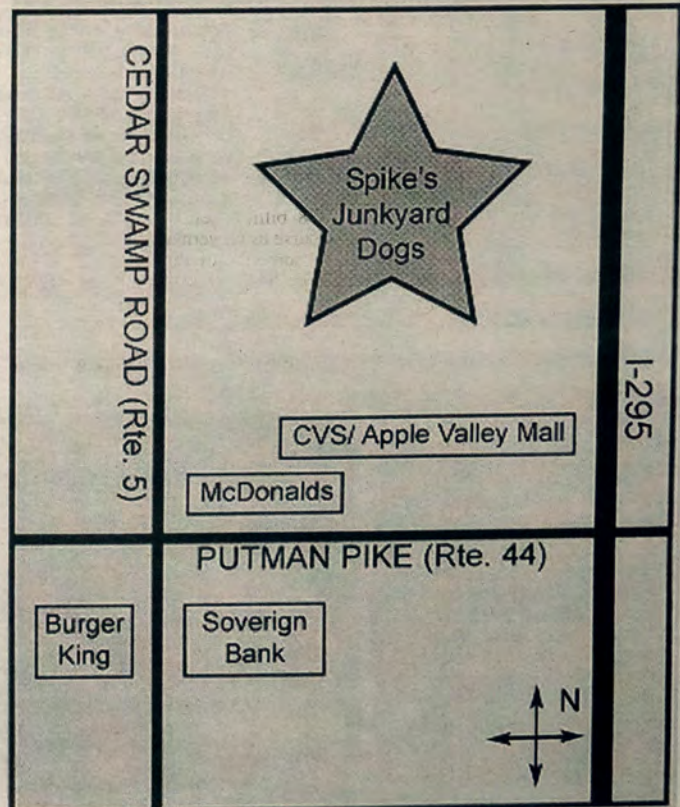 CEDAR SWAMP ROAD (Rte. 5)
Spike's
Junkyard
Dogs
I-295
CVS/ Apple Valley Mall
McDonalds
PUTMAN PIKE (Rte. 44)
Burger
King
Soverign
Bank
N